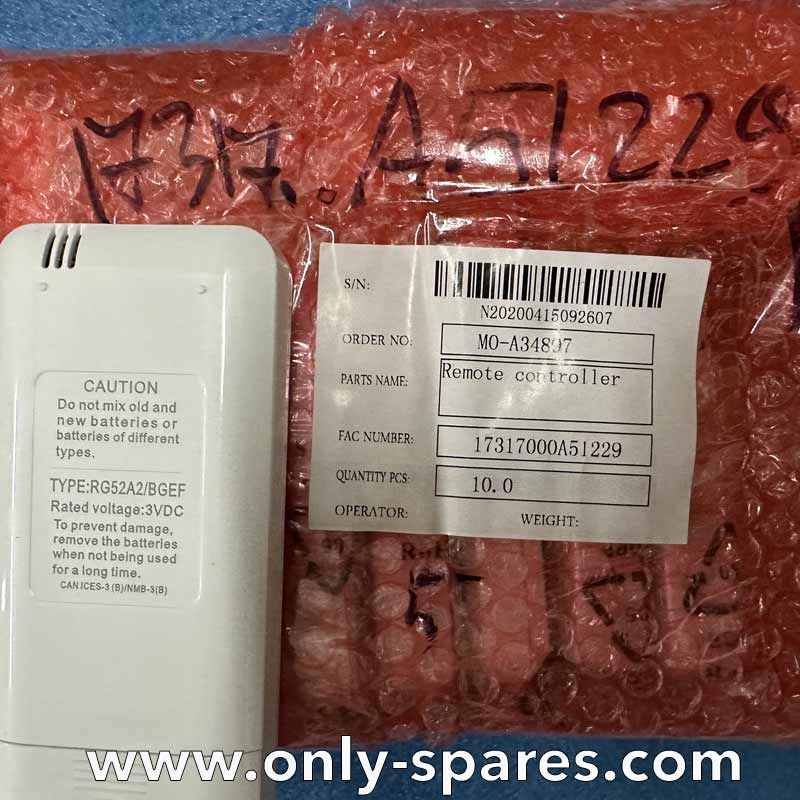 17317..A51229
S/N:
N20200415092607
ORDER NO: MO-A34897
PARTS NAME: Remote controller
FAC NUMBER: 17317000A51229
QUANTITY PCS: 10.0
OPERATOR: WEIGHT:
CAUTION
Do not mix old and
new batteries or
batteries of different
types.
TYPE:RG52A2/BGEF
Rated voltage:3VDC
To prevent damage,
remove the batteries
when not being used
for a long time.
CAN ICES-3 (B)/NMB-3(B)
www.only-spares.com